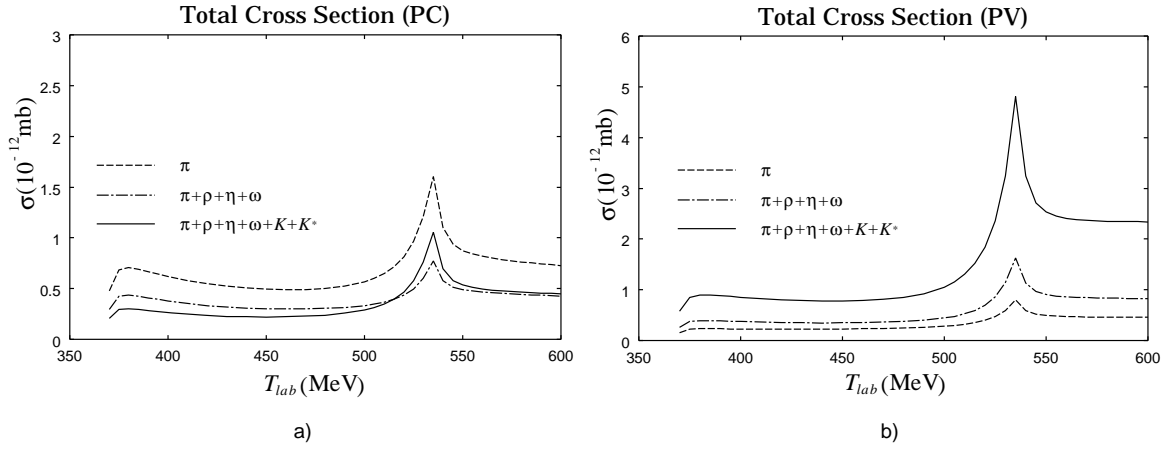 Total Cross Section (PC)
3
2.5
2
1.5
1
0.5
0
σ(10⁻¹²mb)
π
π+ρ+η+ω
π+ρ+η+ω+K+K*
350 400 450 500 550 600
T_lab (MeV)
a)
Total Cross Section (PV)
6
5
4
3
2
1
0
σ(10⁻¹²mb)
π
π+ρ+η+ω
π+ρ+η+ω+K+K*
350 400 450 500 550 600
T_lab (MeV)
b)